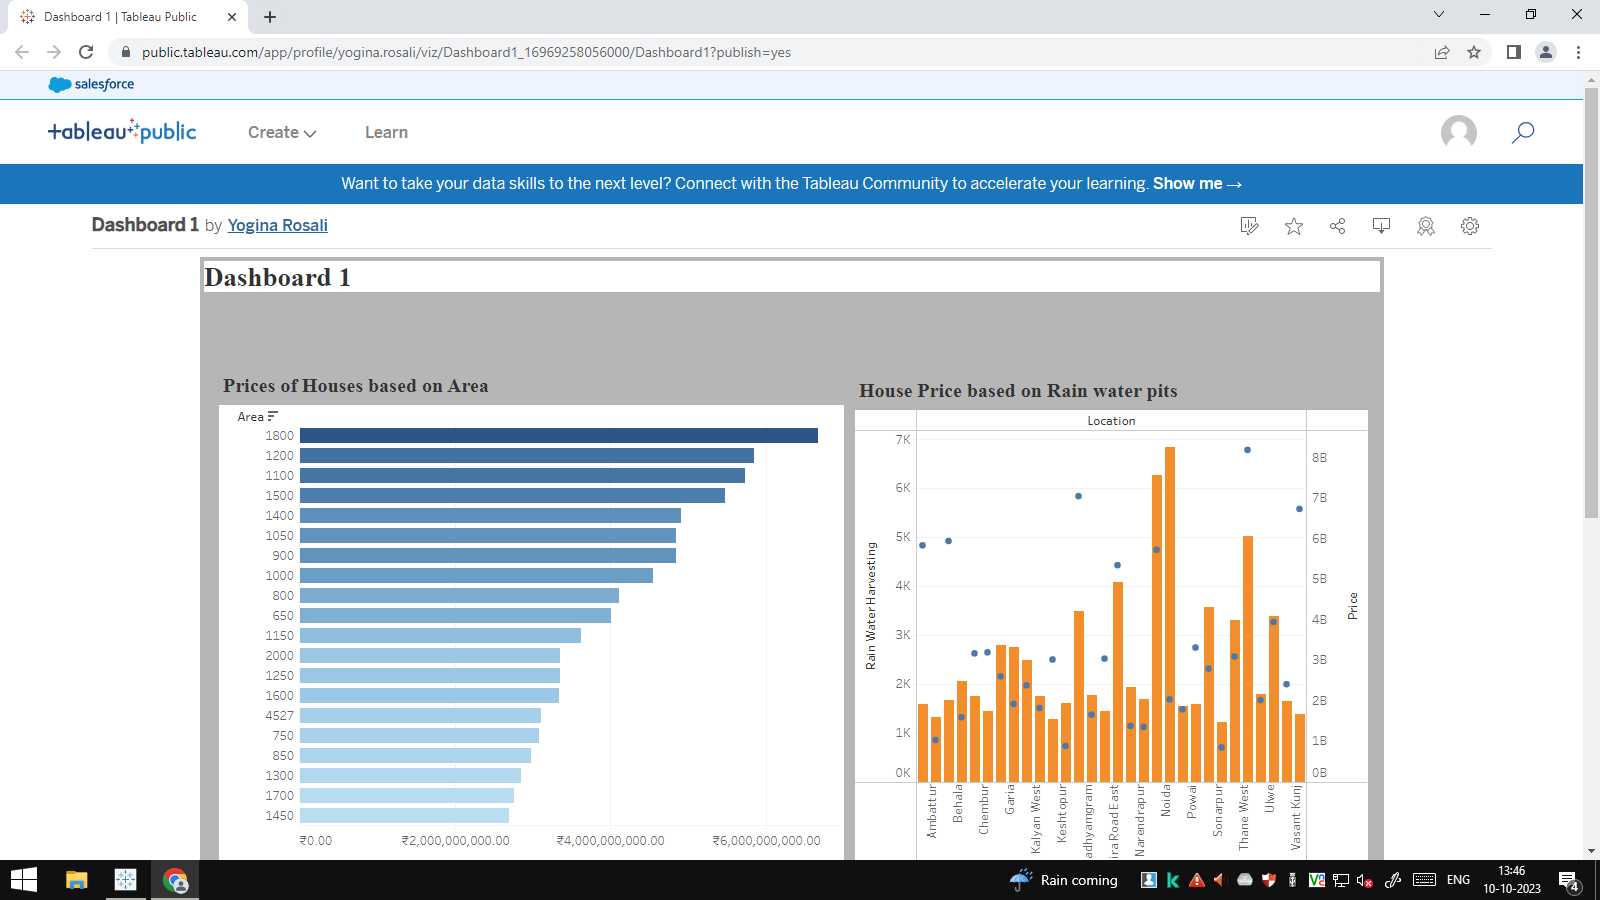 Dashboard 1 | Tableau Public
public.tableau.com/app/profile/yogina.rosali/viz/Dashboard1_16969258056000/Dashboard1?publish=yes
salesforce
+ableau+public
Create
Learn
Want to take your data skills to the next level? Connect with the Tableau Community to accelerate your learning. Show me →
Dashboard 1 by Yogina Rosali
Dashboard 1
Prices of Houses based on Area
Area
1800
1200
1100
1500
1400
1050
900
1000
800
650
1150
2000
1250
1600
4527
750
850
1300
1700
1450
₹0.00 ₹2,000,000,000.00 ₹4,000,000,000.00 ₹6,000,000,000.00
House Price based on Rain water pits
Location
Rain Water Harvesting
7K
6K
5K
4K
3K
2K
1K
0K
8B
7B
6B
5B
4B
3B
2B
1B
0B
Price
Ambattur
Behala
Chembur
Garia
Kalyan West
Keshtopur
adhyamgram
ira Road East
Narendrapur
Noida
Powai
Sonarpur
Thane West
Ulwe
Vasant Kunj
Rain coming
ENG
13:46
10-10-2023
4